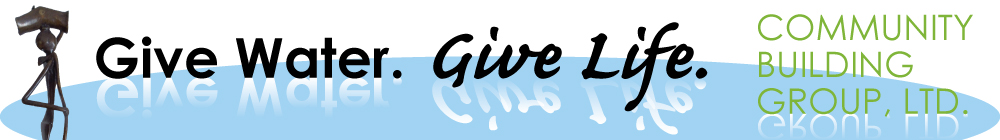 Give Water. Give Life.
COMMUNITY
BUILDING
GROUP, LTD.